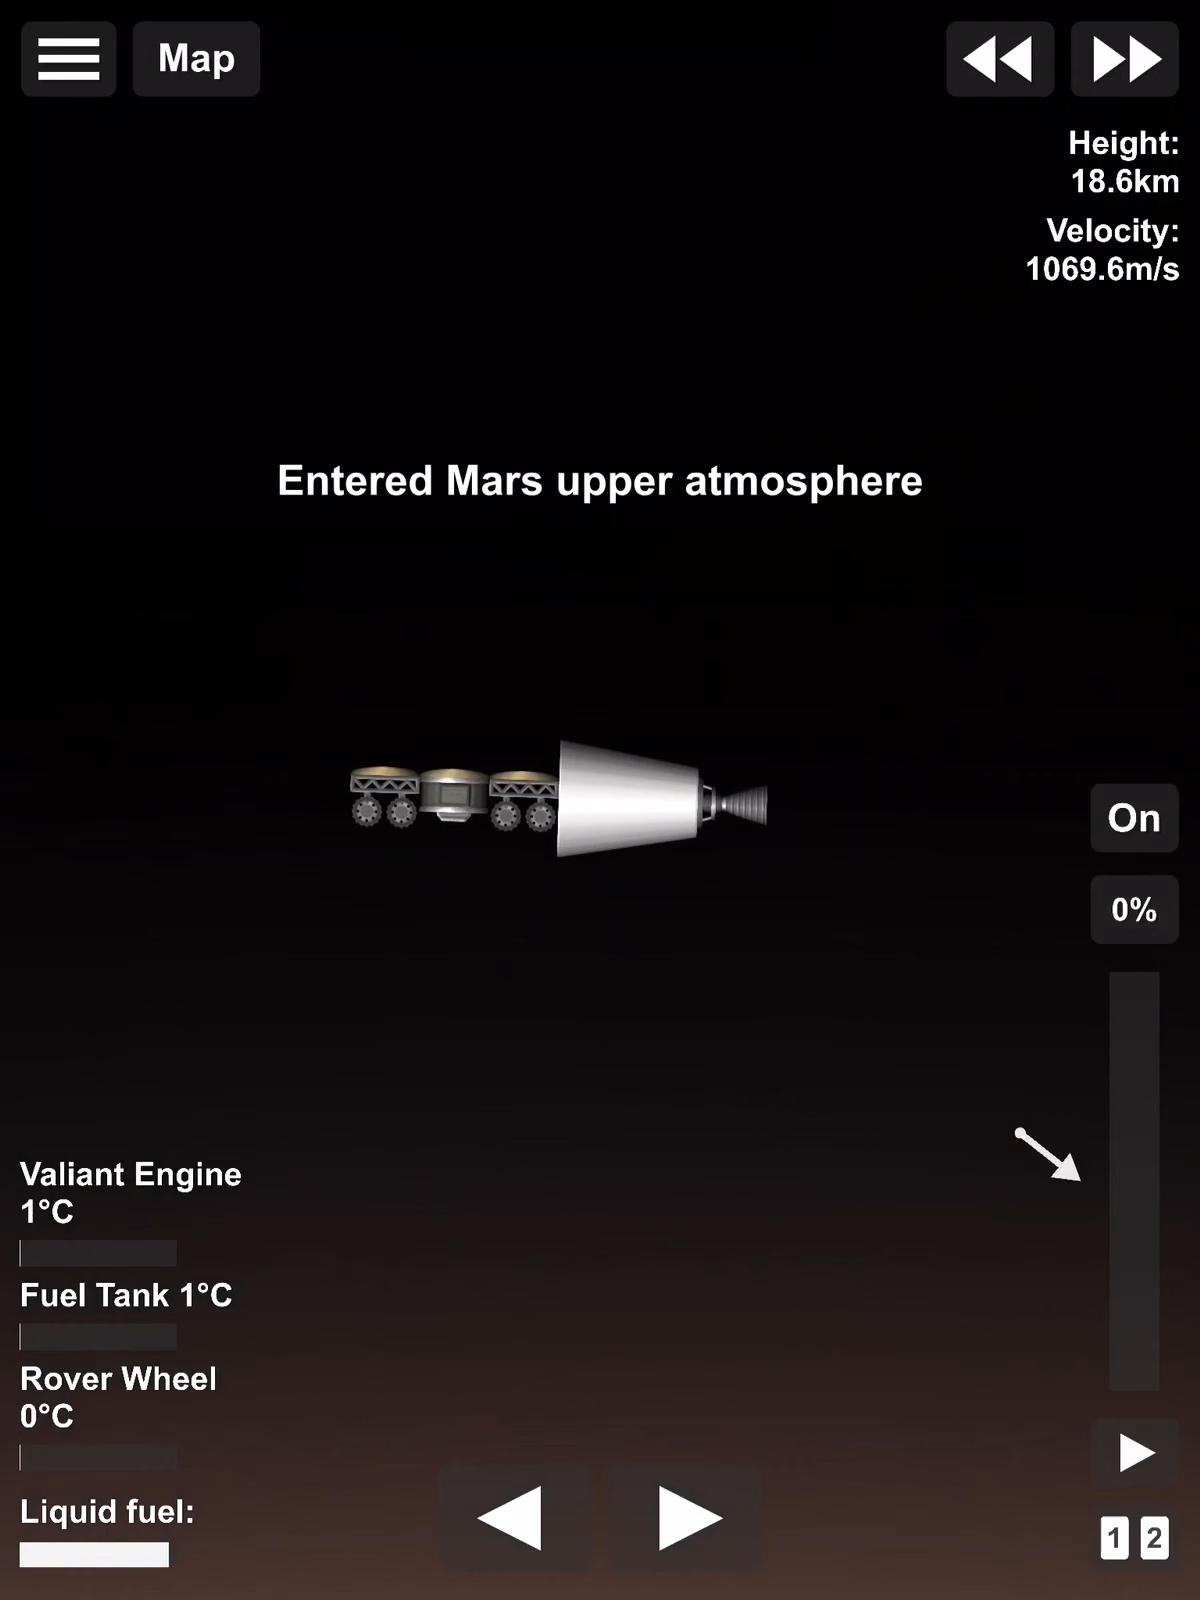 Map
Height:
18.6km
Velocity:
1069.6m/s
Entered Mars upper atmosphere
On
0%
Valiant Engine
1°C
Fuel Tank 1°C
Rover Wheel
0°C
Liquid fuel:
1 2